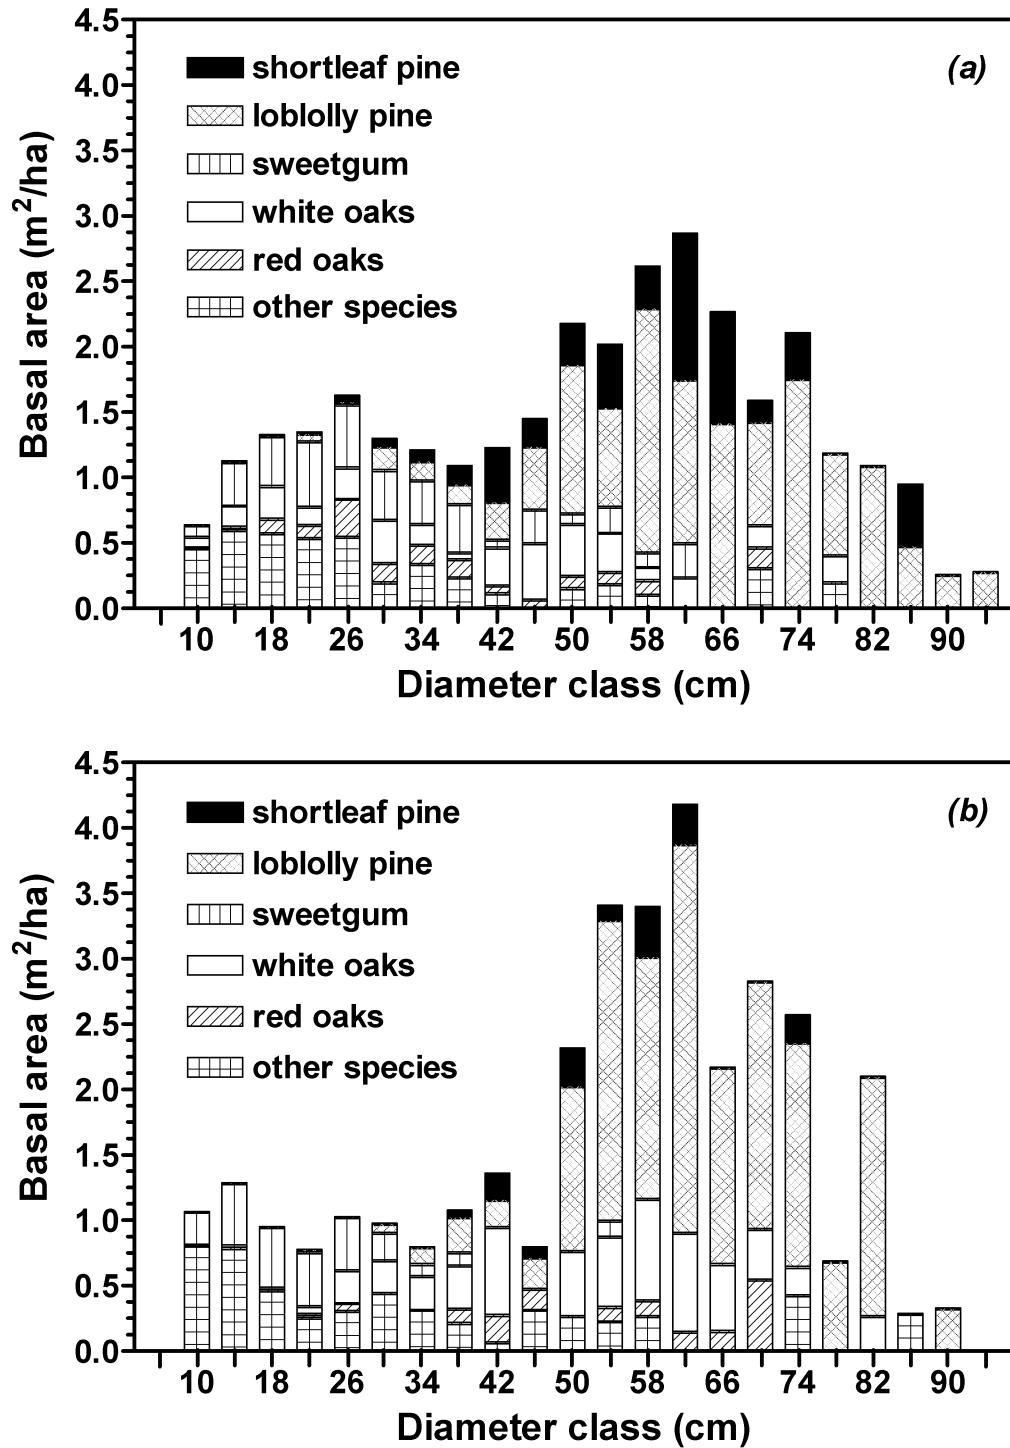 (a)
Basal area (m²/ha)
4.5
4.0
3.5
3.0
2.5
2.0
1.5
1.0
0.5
0.0
shortleaf pine
loblolly pine
sweetgum
white oaks
red oaks
other species
10 18 26 34 42 50 58 66 74 82 90
Diameter class (cm)
(b)
Basal area (m²/ha)
4.5
4.0
3.5
3.0
2.5
2.0
1.5
1.0
0.5
0.0
shortleaf pine
loblolly pine
sweetgum
white oaks
red oaks
other species
10 18 26 34 42 50 58 66 74 82 90
Diameter class (cm)